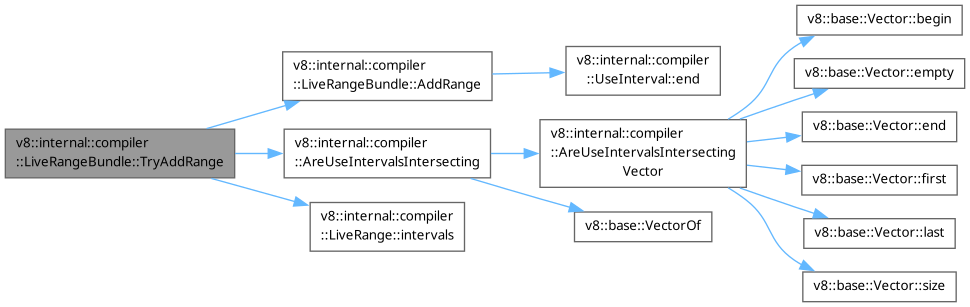 v8::internal::compiler
::LiveRangeBundle::TryAddRange
v8::internal::compiler
::LiveRangeBundle::AddRange
v8::internal::compiler
::AreUseIntervalsIntersecting
v8::internal::compiler
::LiveRange::intervals
v8::internal::compiler
::UseInterval::end
v8::internal::compiler
::AreUseIntervalsIntersecting
Vector
v8::base::VectorOf
v8::base::Vector::begin
v8::base::Vector::empty
v8::base::Vector::end
v8::base::Vector::first
v8::base::Vector::last
v8::base::Vector::size